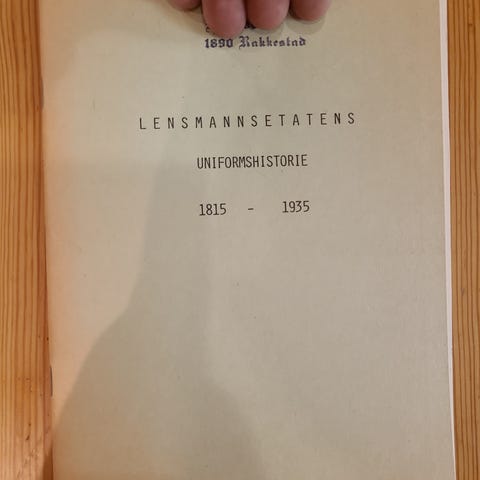 1890 Rakkestad
LENSMANNSETATENS
UNIFORMSHISTORIE
1815 - 1935